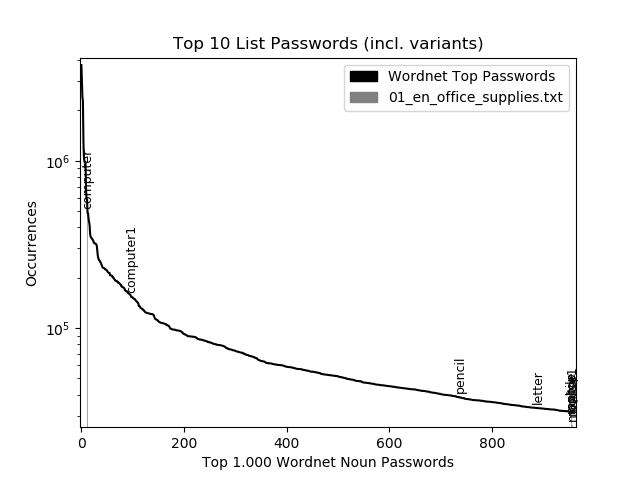 Top 10 List Passwords (incl. variants)
Wordnet Top Passwords
01_en_office_supplies.txt
10^6
10^5
Occurrences
computer
computer1
pencil
letter
0
200
400
600
800
Top 1.000 Wordnet Noun Passwords